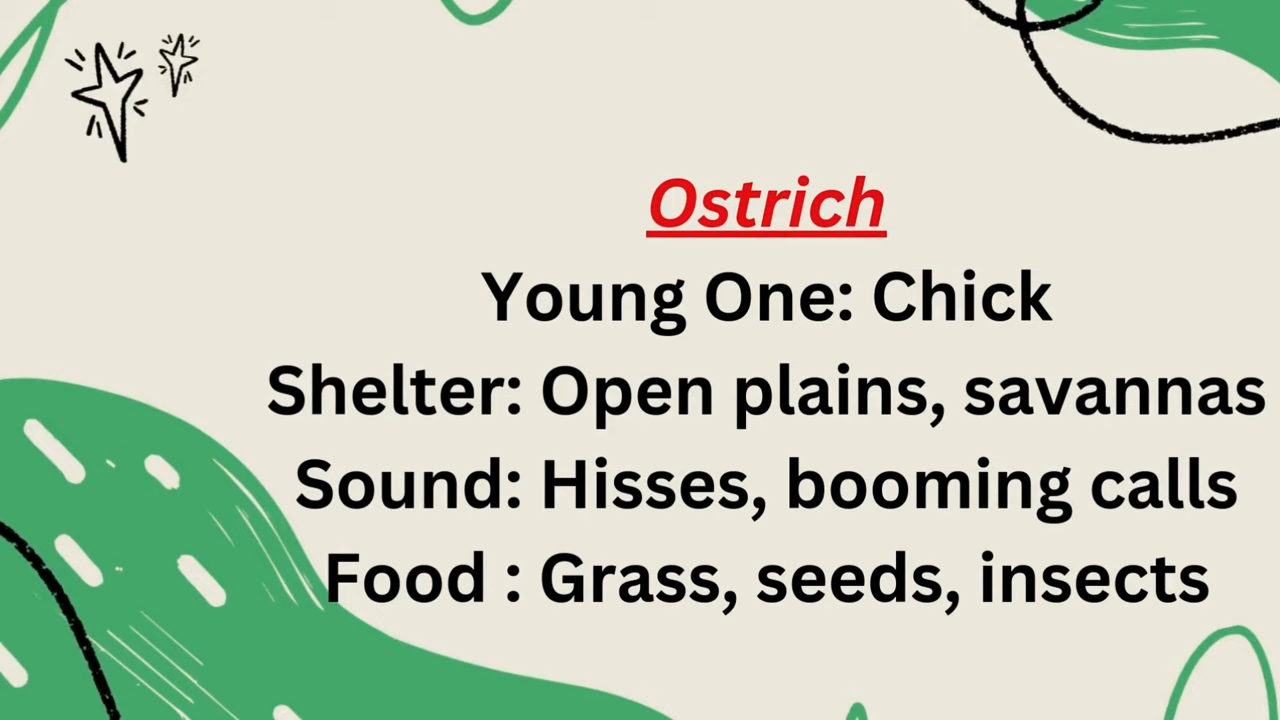 Ostrich
Young One: Chick
Shelter: Open plains, savannas
Sound: Hisses, booming calls
Food : Grass, seeds, insects